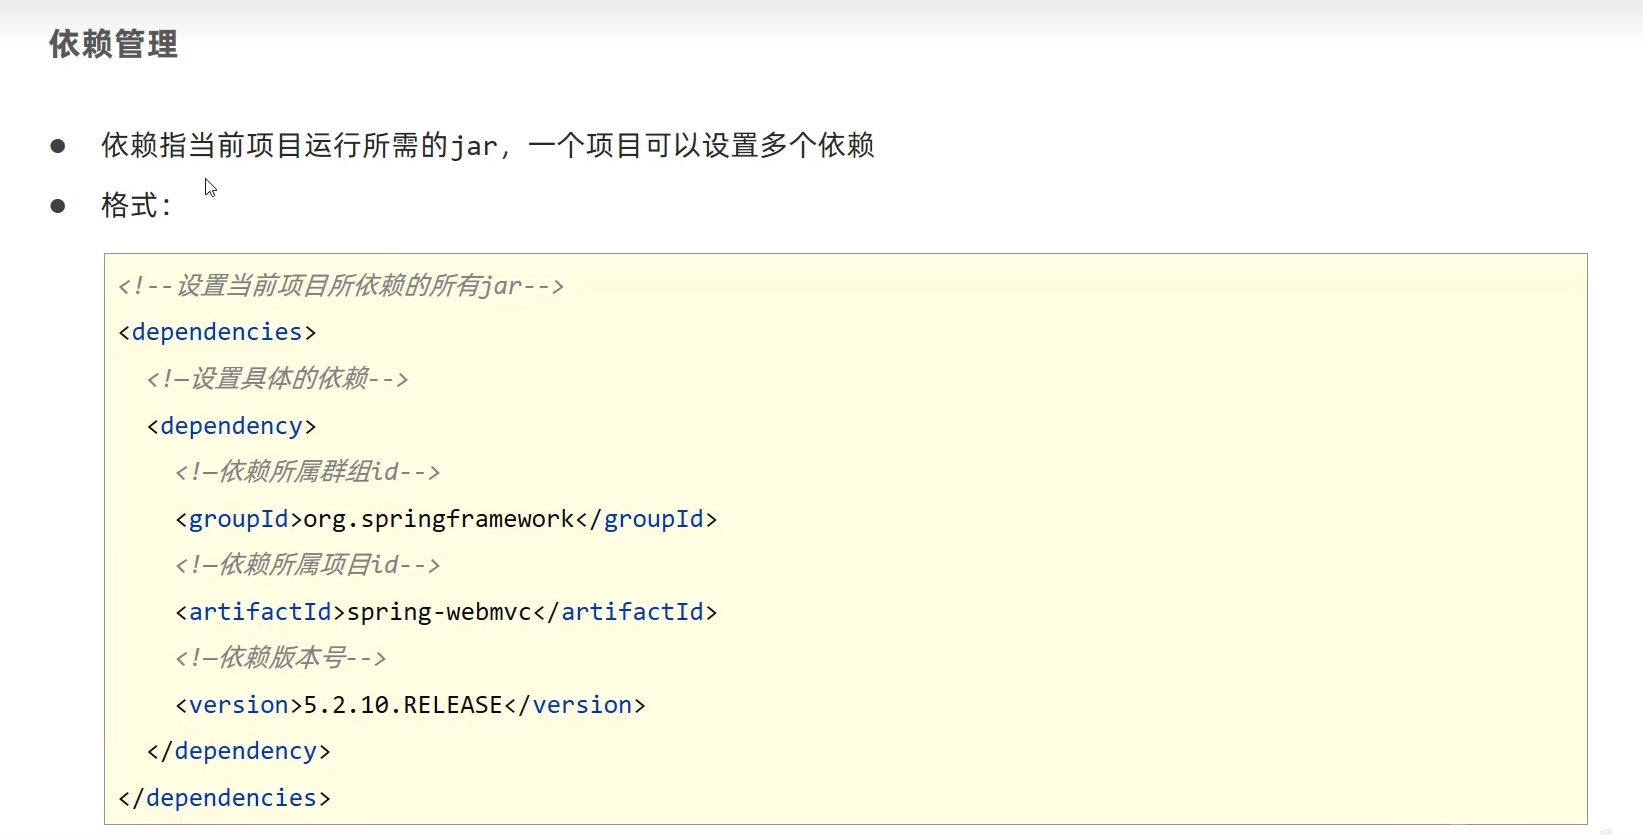 依赖管理
● 依赖指当前项目运行所需的jar，一个项目可以设置多个依赖
● 格式：
<!--设置当前项目所依赖的所有jar-->
<dependencies>
<!—设置具体的依赖-->
<dependency>
<!—依赖所属群组id-->
<groupId>org.springframework</groupId>
<!—依赖所属项目id-->
<artifactId>spring-webmvc</artifactId>
<!—依赖版本号-->
<version>5.2.10.RELEASE</version>
</dependency>
</dependencies>